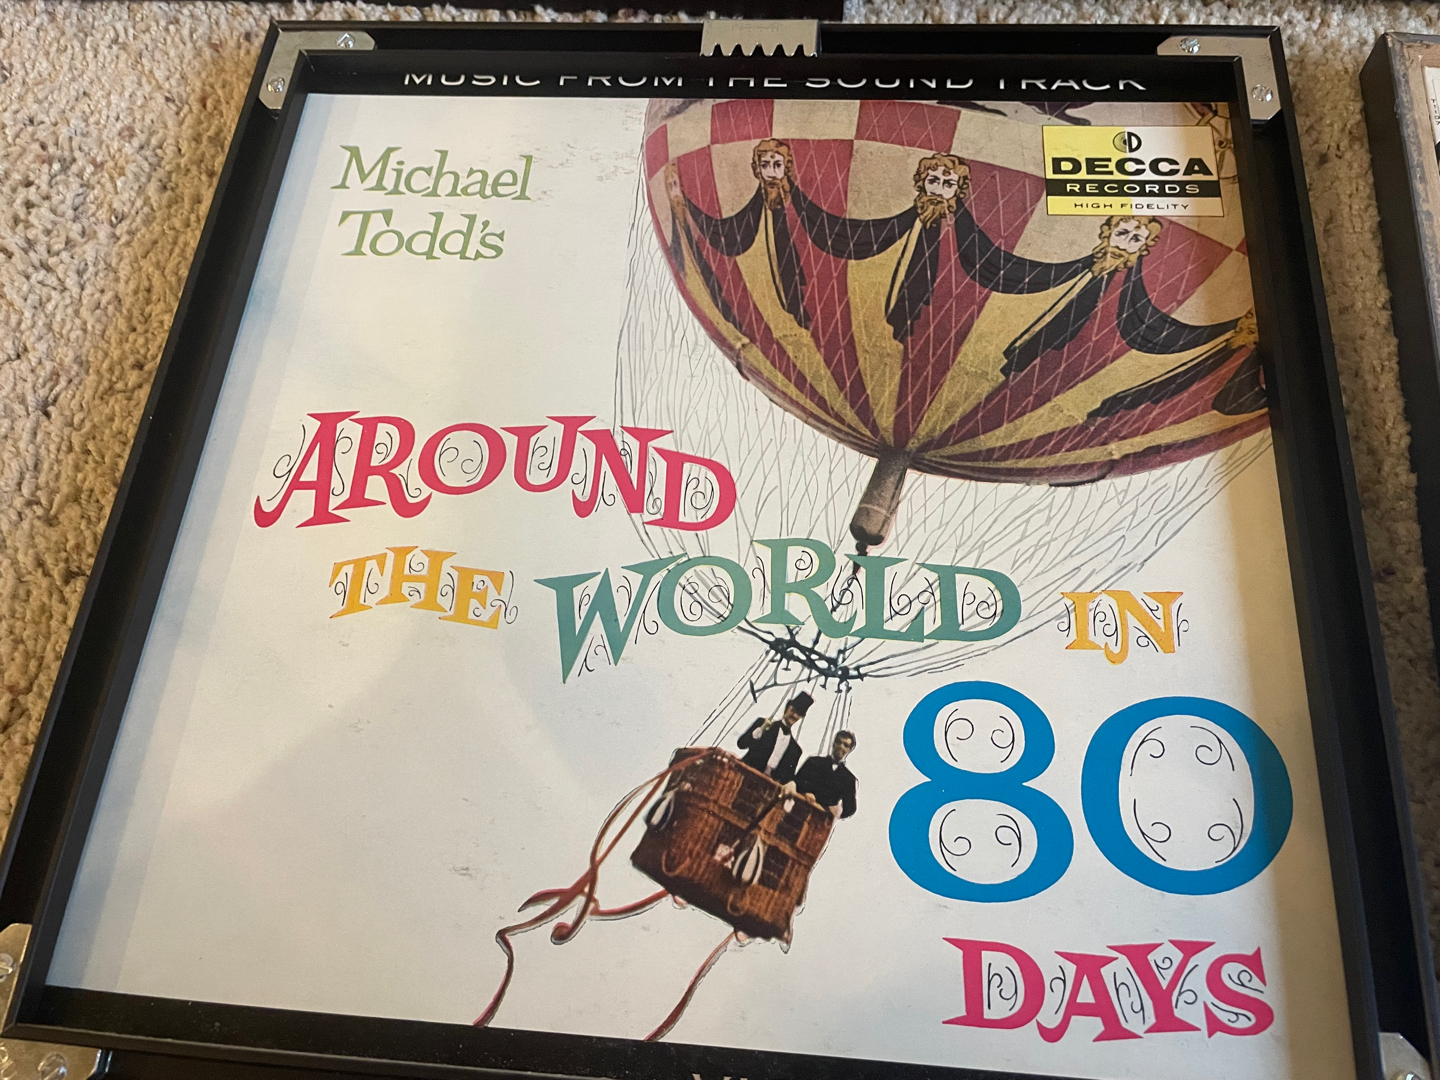 MUSIC FROM THE SOUND TRACK
Michael
Todd's
DECCA
RECORDS
HIGH FIDELITY
AROUND
THE WORLD IN
80
DAYS